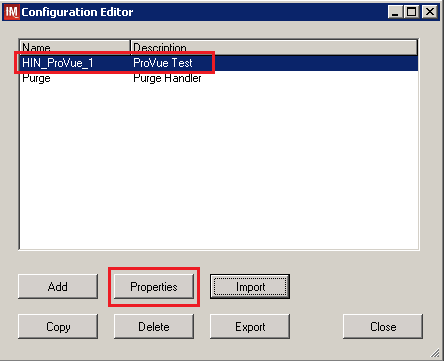 IM Configuration Editor
Name Description
HIN_ProVue_1 ProVue Test
Purge Purge Handler
Add Properties Import
Copy Delete Export Close